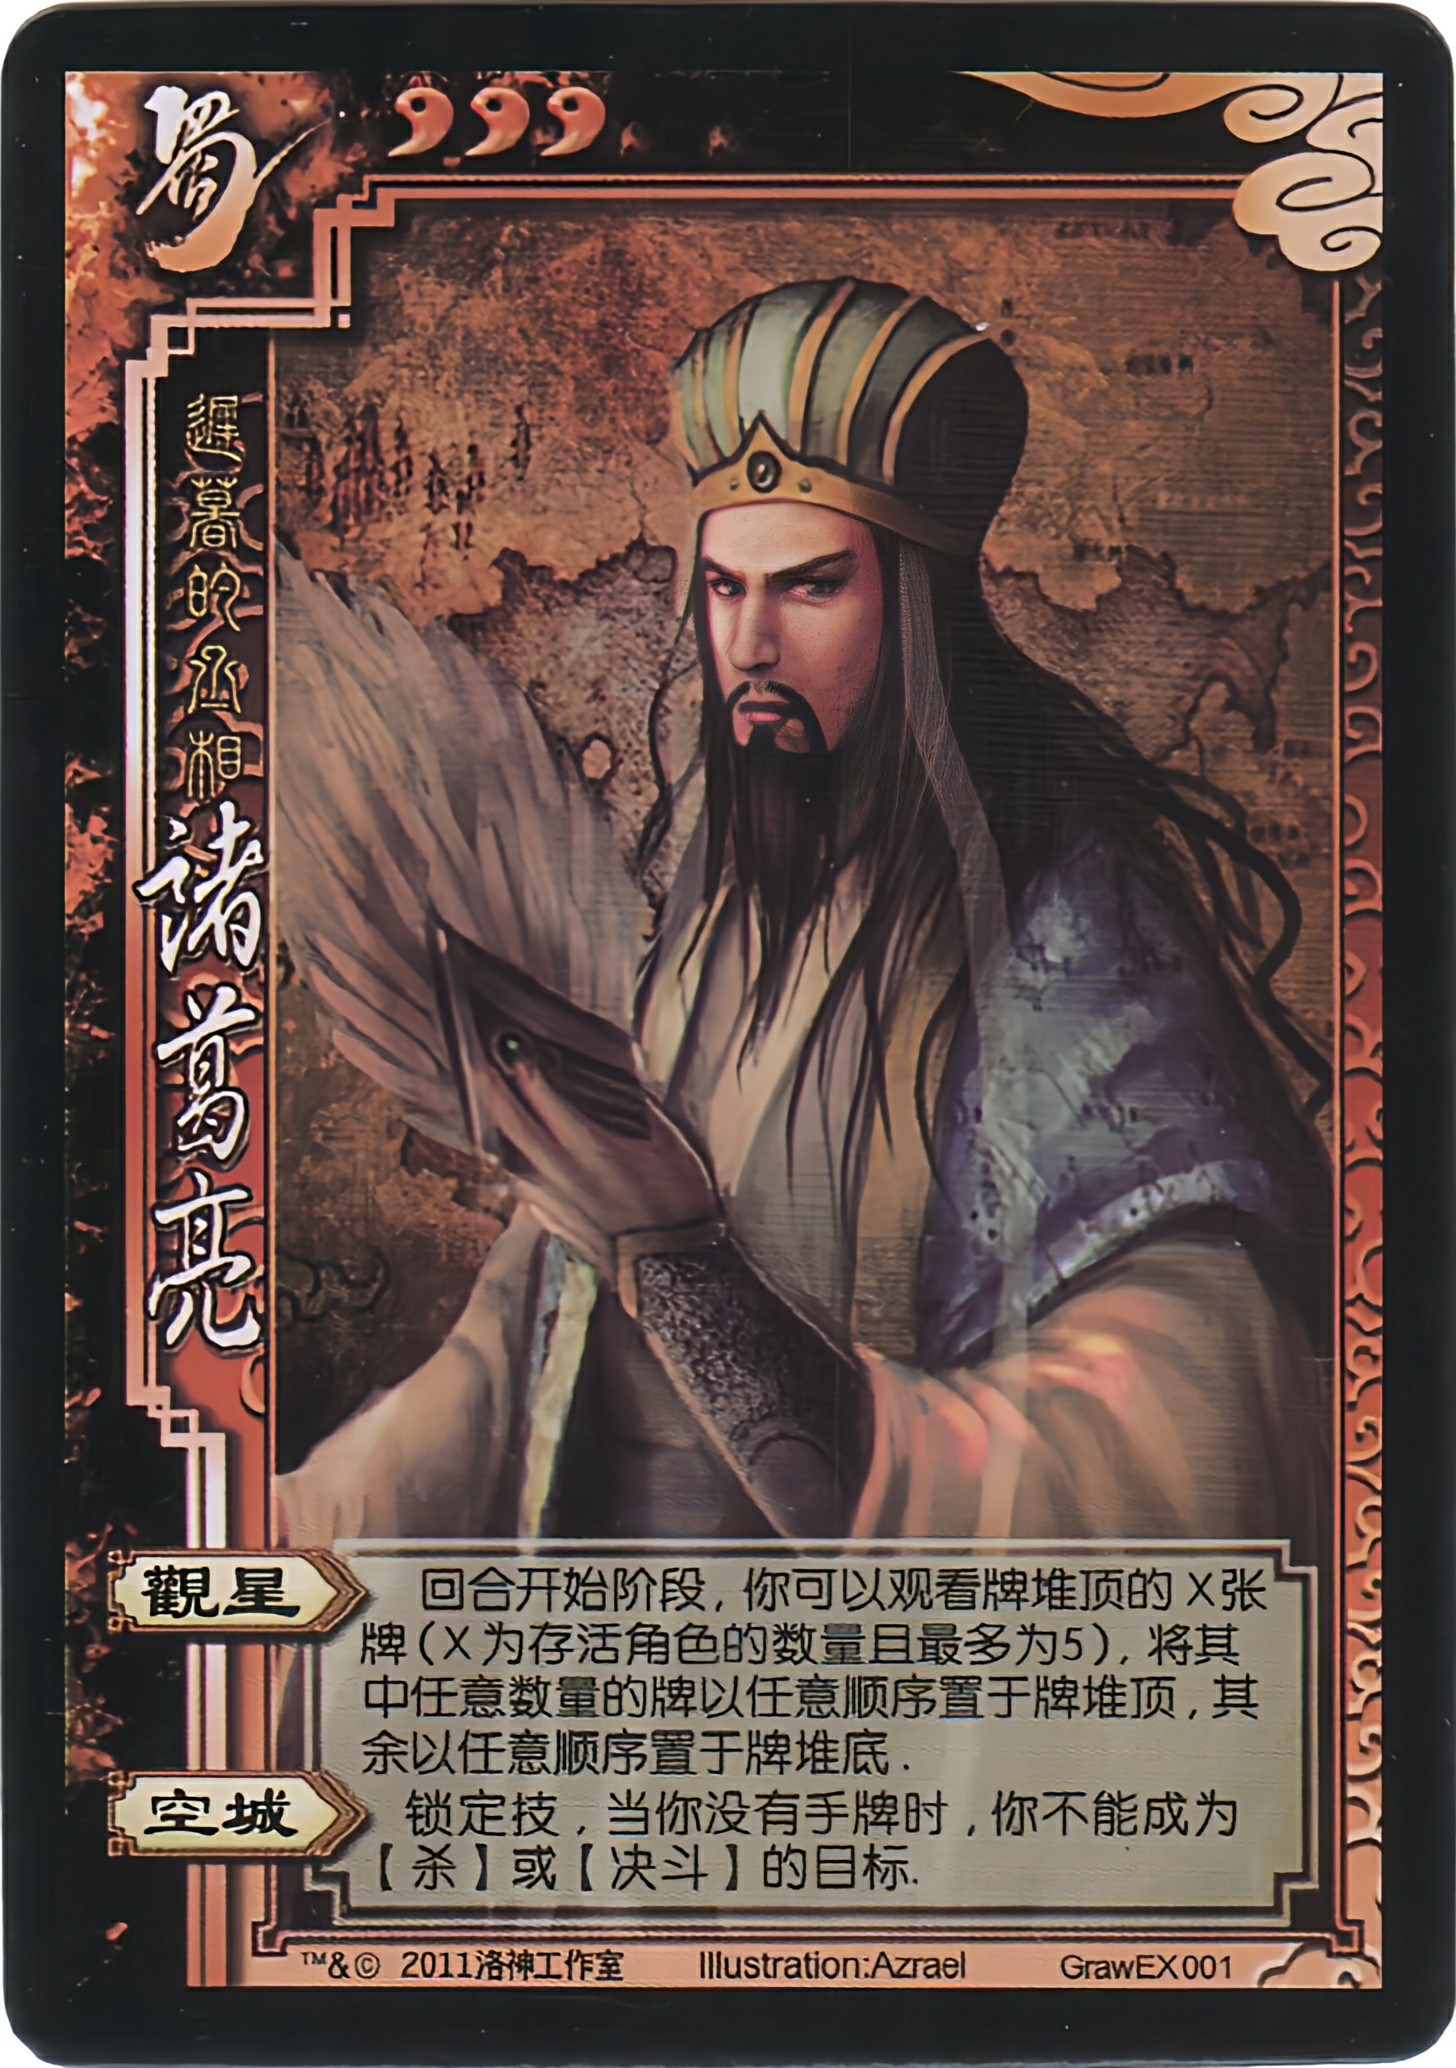 蜀
遲暮的丞相
諸葛亮
觀星
回合开始阶段，你可以观看牌堆顶的X张
牌（X为存活角色的数量且最多为5），将其
中任意数量的牌以任意顺序置于牌堆顶，其
余以任意顺序置于牌堆底.
空城
锁定技，当你没有手牌时，你不能成为
【杀】或【决斗】的目标.
™&© 2011洛神工作室 Illustration:Azrael GrawEX001